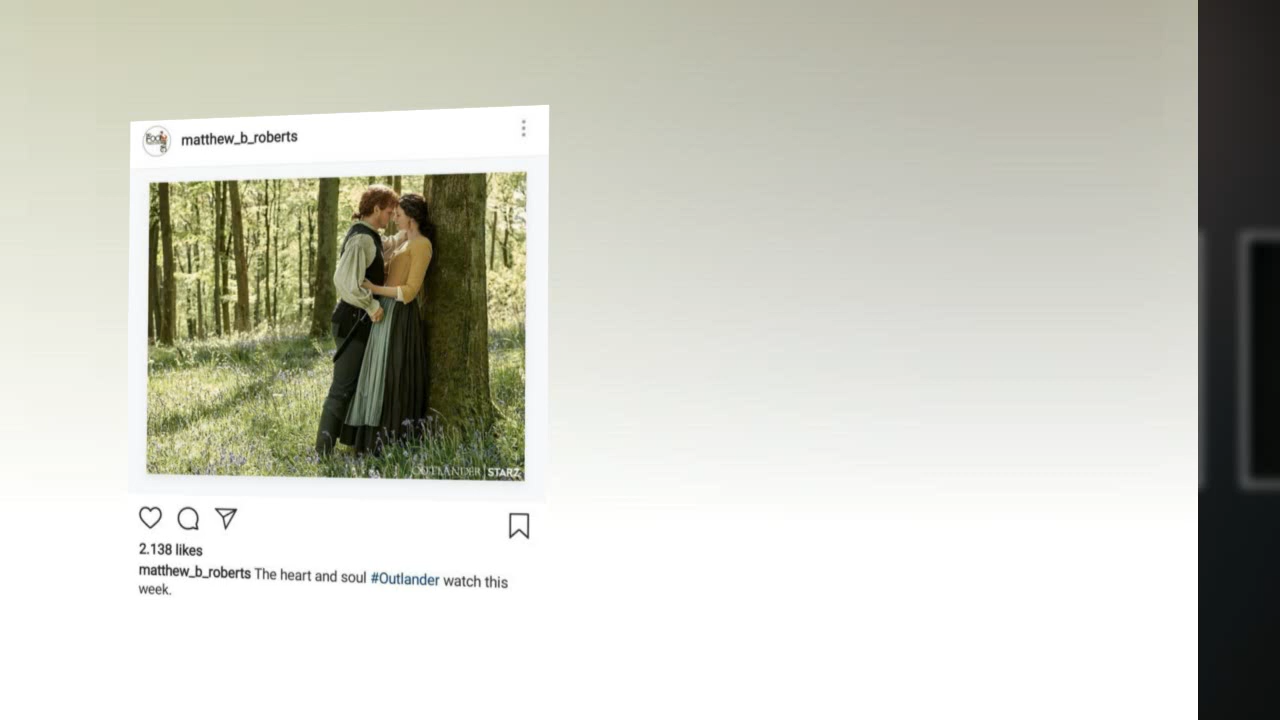 matthew_b_roberts
OUTLANDER STARZ
2.138 likes
matthew_b_roberts The heart and soul #Outlander watch this
week.